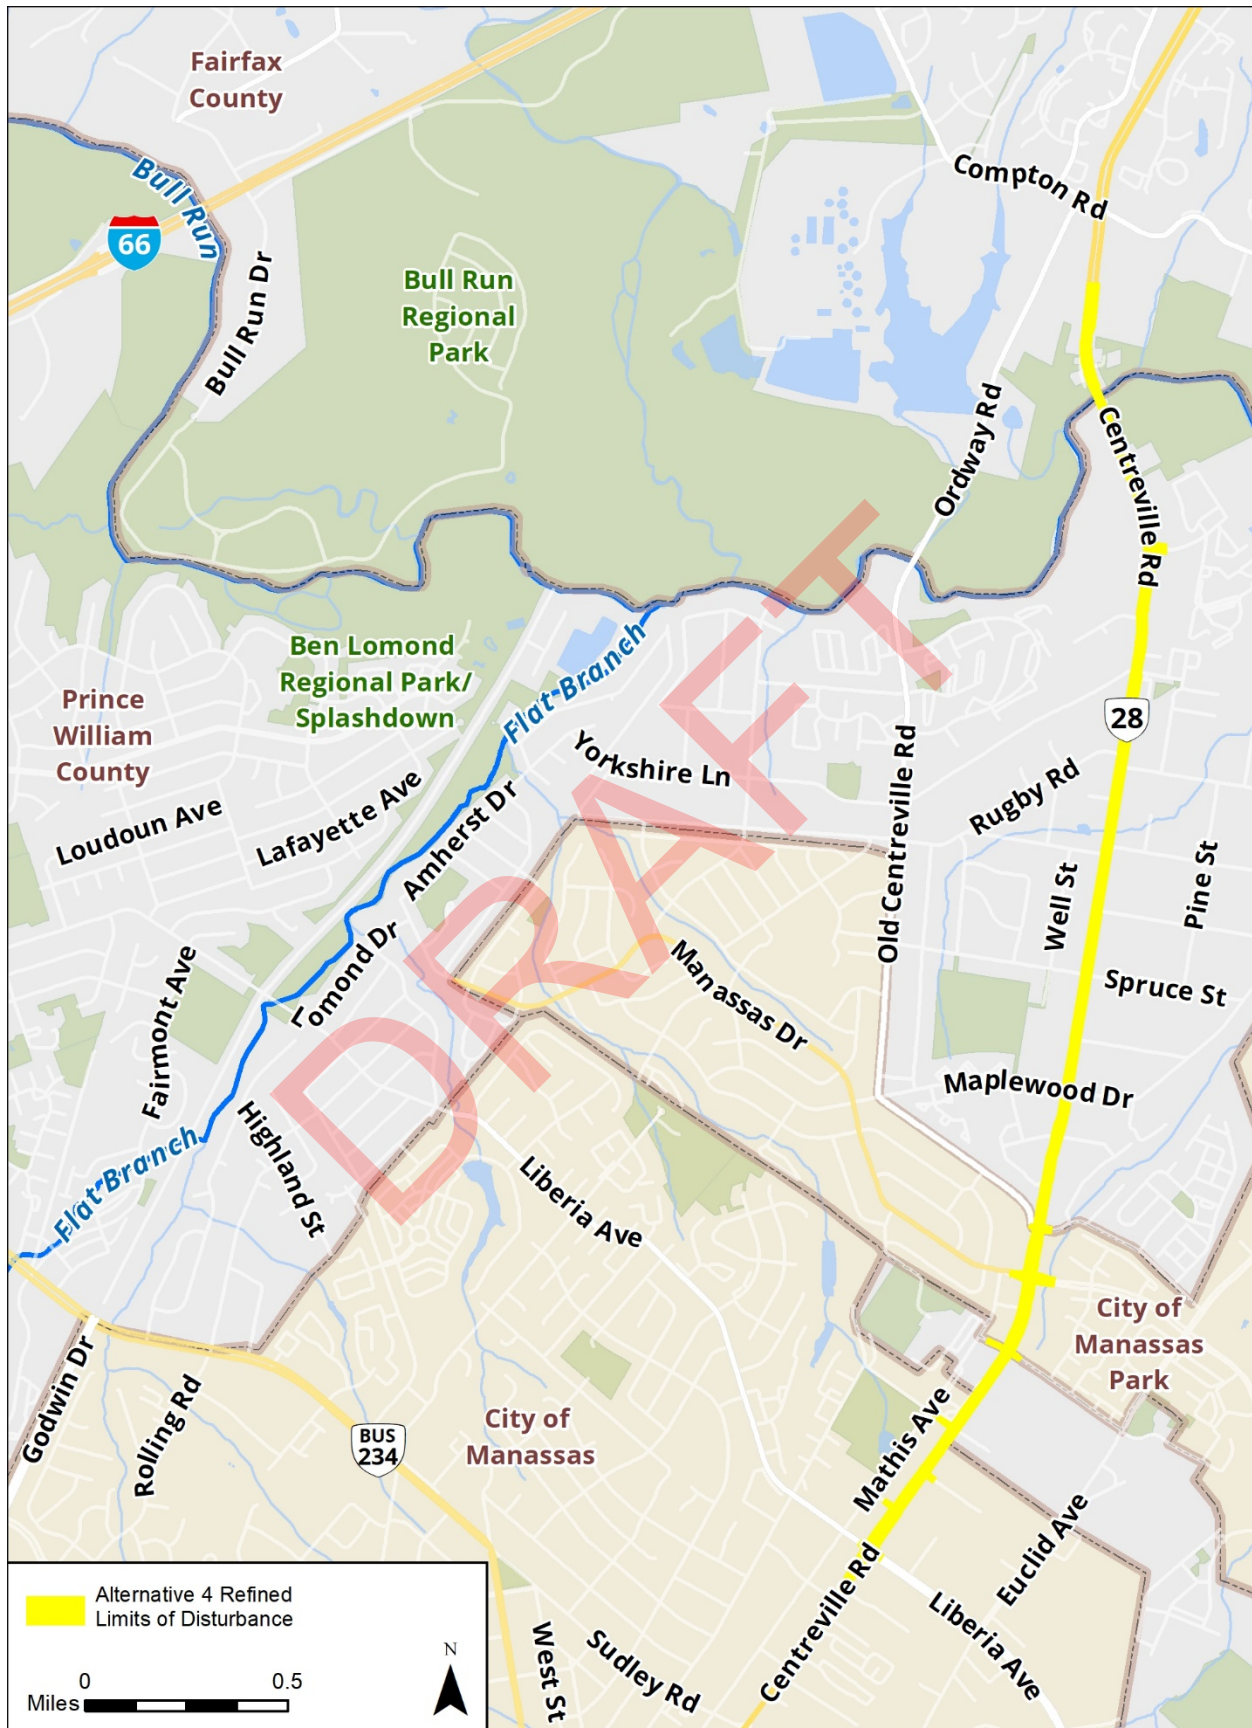 Fairfax
County
Compton Rd
Bull Run
66
Bull Run Dr
Bull Run
Regional
Park
Ordway Rd
Centreville Rd
Ben Lomond
Regional Park/
Splashdown
Flat Branch
Prince
William
County
28
Yorkshire Ln
Old Centreville Rd
Rugby Rd
Loudoun Ave
Lafayette Ave
Amherst Dr
Well St
Pine St
DRAFT
Lomond Dr
Manassas Dr
Spruce St
Fairmont Ave
Maplewood Dr
Flat Branch
Highland St
Liberia Ave
City of
Manassas
Park
Godwin Dr
Rolling Rd
BUS
234
City of
Manassas
Mathis Ave
Euclid Ave
Centreville Rd
Liberia Ave
West St
Sudley Rd
Alternative 4 Refined
Limits of Disturbance
0 0.5
Miles
N